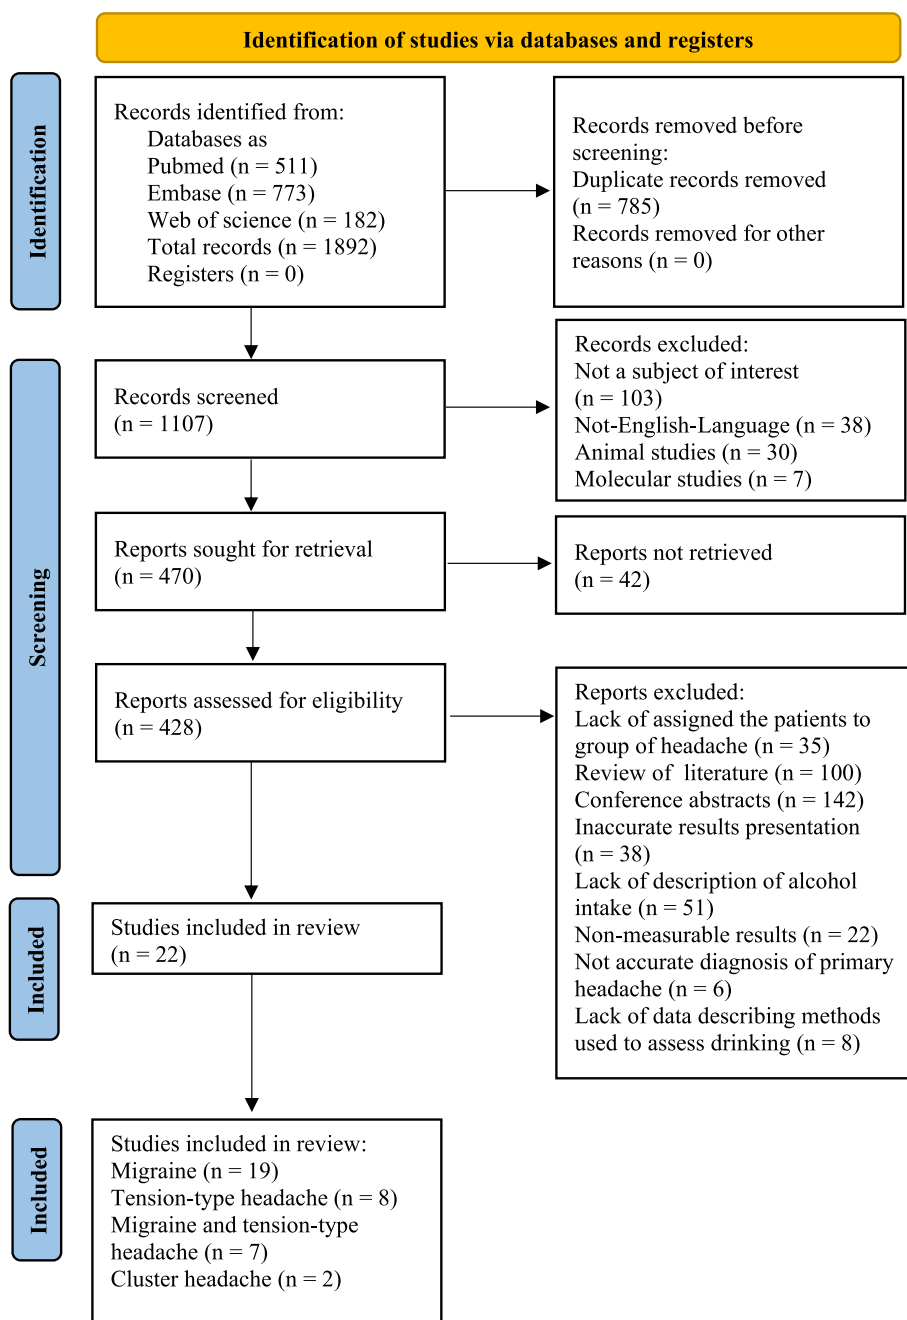 Identification of studies via databases and registers
Identification
Records identified from:
Databases as
Pubmed (n = 511)
Embase (n = 773)
Web of science (n = 182)
Total records (n = 1892)
Registers (n = 0)
Records removed before
screening:
Duplicate records removed
(n = 785)
Records removed for other
reasons (n = 0)
Screening
Records screened
(n = 1107)
Records excluded:
Not a subject of interest
(n = 103)
Not-English-Language (n = 38)
Animal studies (n = 30)
Molecular studies (n = 7)
Reports sought for retrieval
(n = 470)
Reports not retrieved
(n = 42)
Reports assessed for eligibility
(n = 428)
Reports excluded:
Lack of assigned the patients to
group of headache (n = 35)
Review of literature (n = 100)
Conference abstracts (n = 142)
Inaccurate results presentation
(n = 38)
Lack of description of alcohol
intake (n = 51)
Non-measurable results (n = 22)
Not accurate diagnosis of primary
headache (n = 6)
Lack of data describing methods
used to assess drinking (n = 8)
Included
Studies included in review
(n = 22)
Included
Studies included in review:
Migraine (n = 19)
Tension-type headache (n = 8)
Migraine and tension-type
headache (n = 7)
Cluster headache (n = 2)